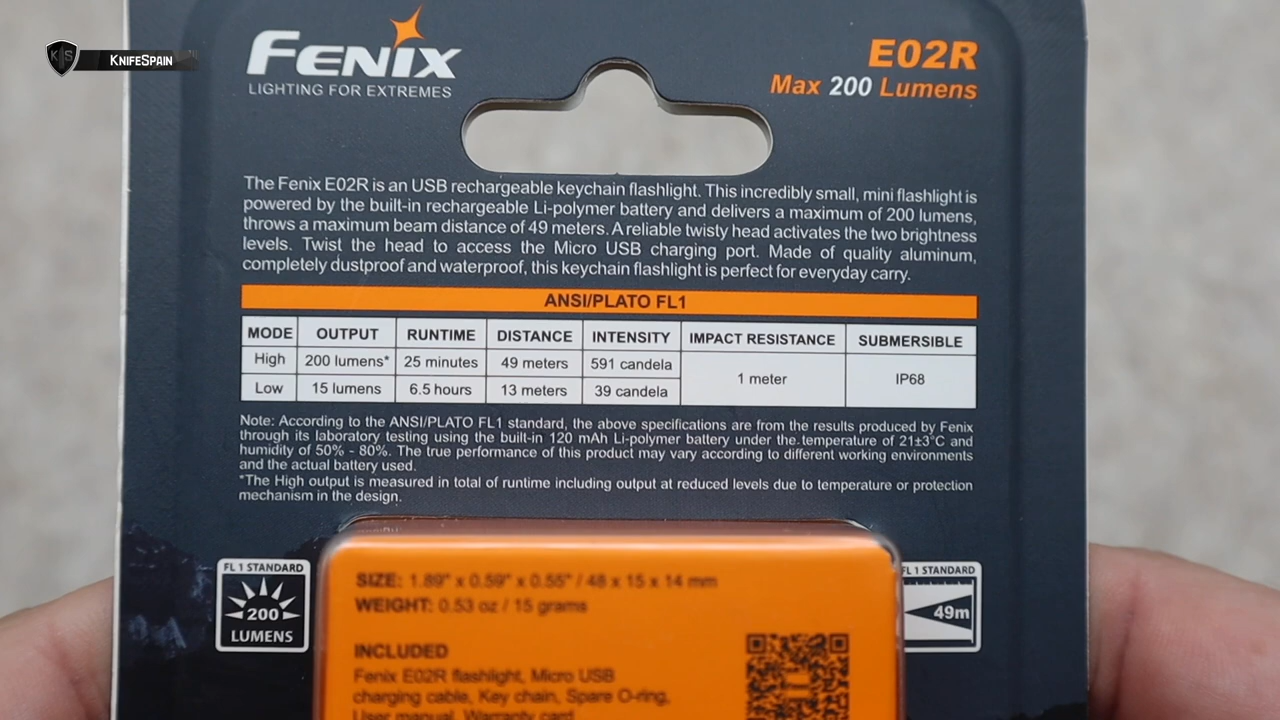 KS
KNIFESPAIN
FENIX
LIGHTING FOR EXTREMES
E02R
Max 200 Lumens
The Fenix E02R is an USB rechargeable keychain flashlight. This incredibly small, mini flashlight is
powered by the built-in rechargeable Li-polymer battery and delivers a maximum of 200 lumens,
throws a maximum beam distance of 49 meters. A reliable twisty head activates the two brightness
levels. Twist the head to access the Micro USB charging port. Made of quality aluminum,
completely dustproof and waterproof, this keychain flashlight is perfect for everyday carry.
ANSI/PLATO FL1
MODE OUTPUT RUNTIME DISTANCE INTENSITY IMPACT RESISTANCE SUBMERSIBLE
High 200 lumens* 25 minutes 49 meters 591 candela 1 meter IP68
Low 15 lumens 6.5 hours 13 meters 39 candela
Note: According to the ANSI/PLATO FL1 standard, the above specifications are from the results produced by Fenix
through its laboratory testing using the built-in 120 mAh Li-polymer battery under the temperature of 21±3°C and
humidity of 50% - 80%. The true performance of this product may vary according to different working environments
and the actual battery used.
*The High output is measured in total of runtime including output at reduced levels due to temperature or protection
mechanism in the design.
FL 1 STANDARD
200
LUMENS
SIZE: 1.89" x 0.59" x 0.55" / 48 x 15 x 14 mm
WEIGHT: 0.53 oz / 15 grams
INCLUDED
Fenix E02R flashlight, Micro USB
charging cable, Key chain, Spare O-ring,
User manual, Warranty card
FL 1 STANDARD
49m